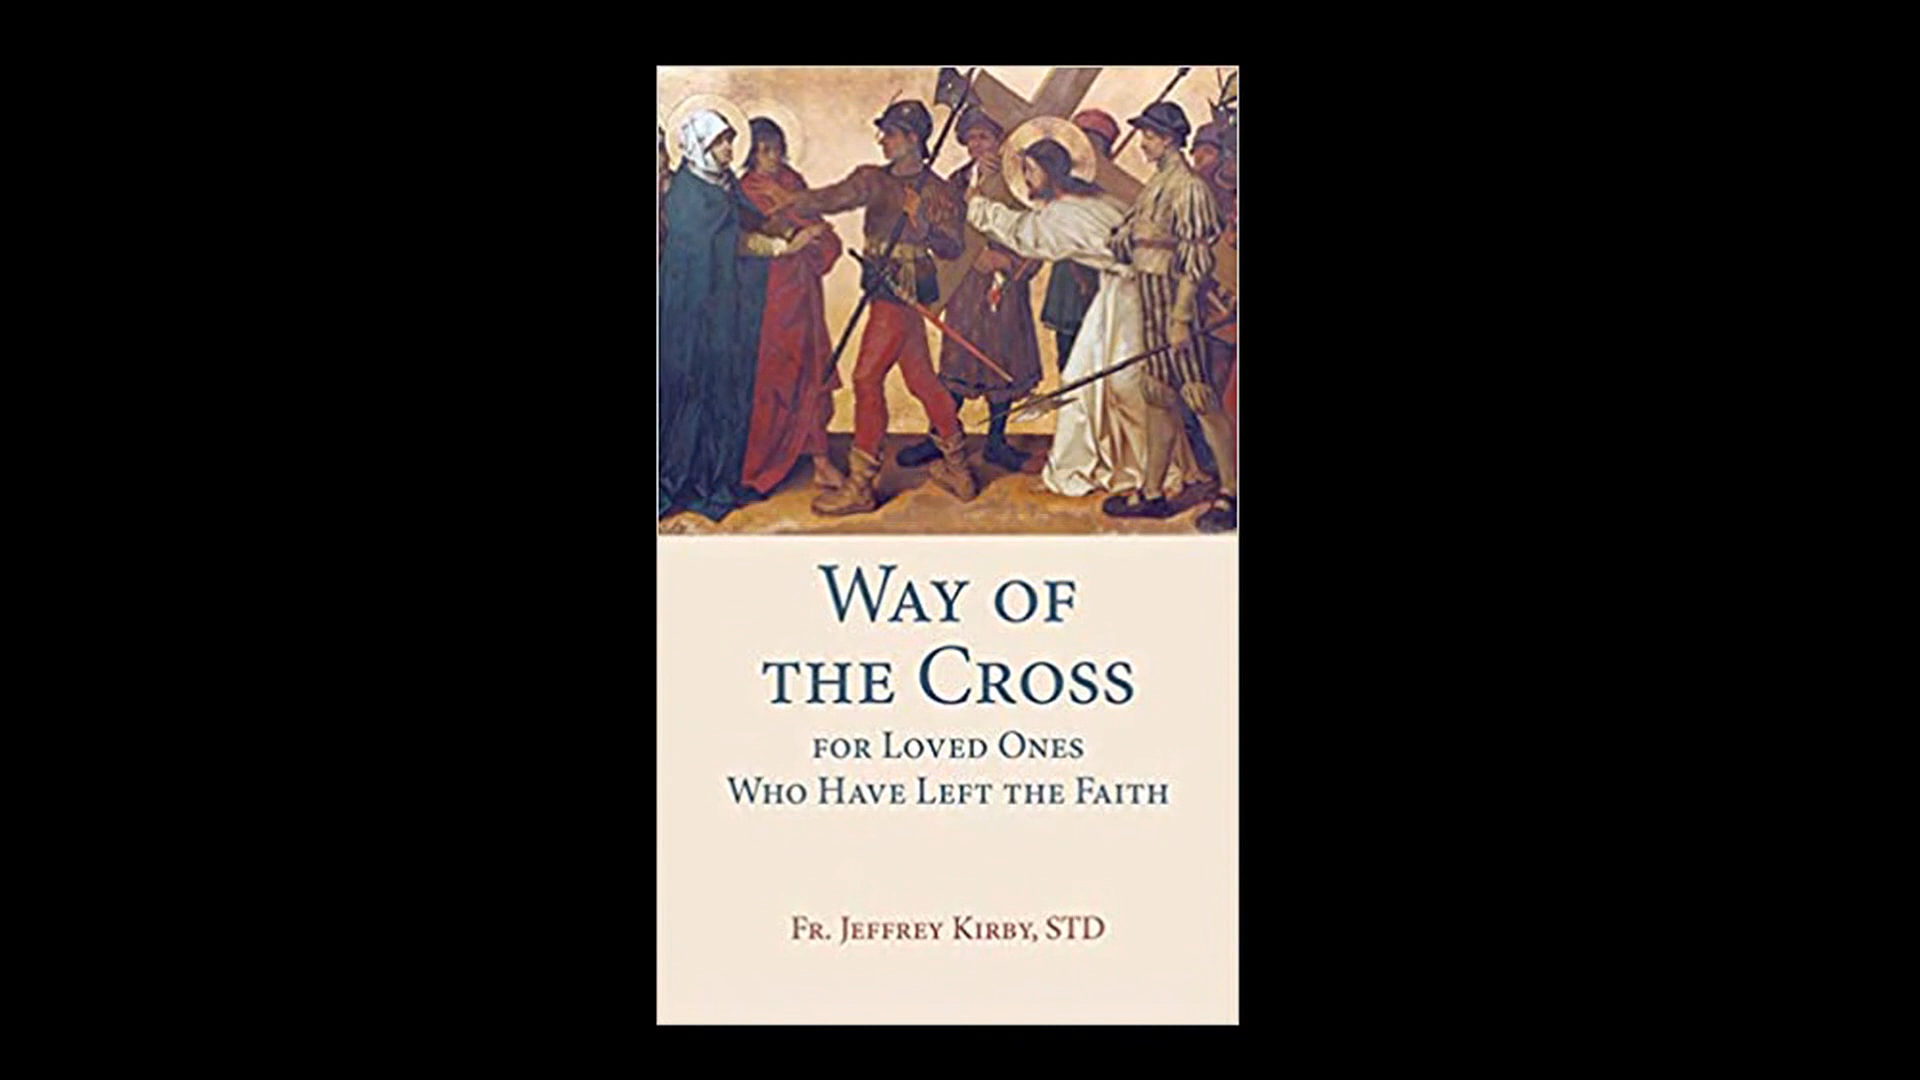 Way of
the Cross
for Loved Ones
Who Have Left the Faith
Fr. Jeffrey Kirby, STD